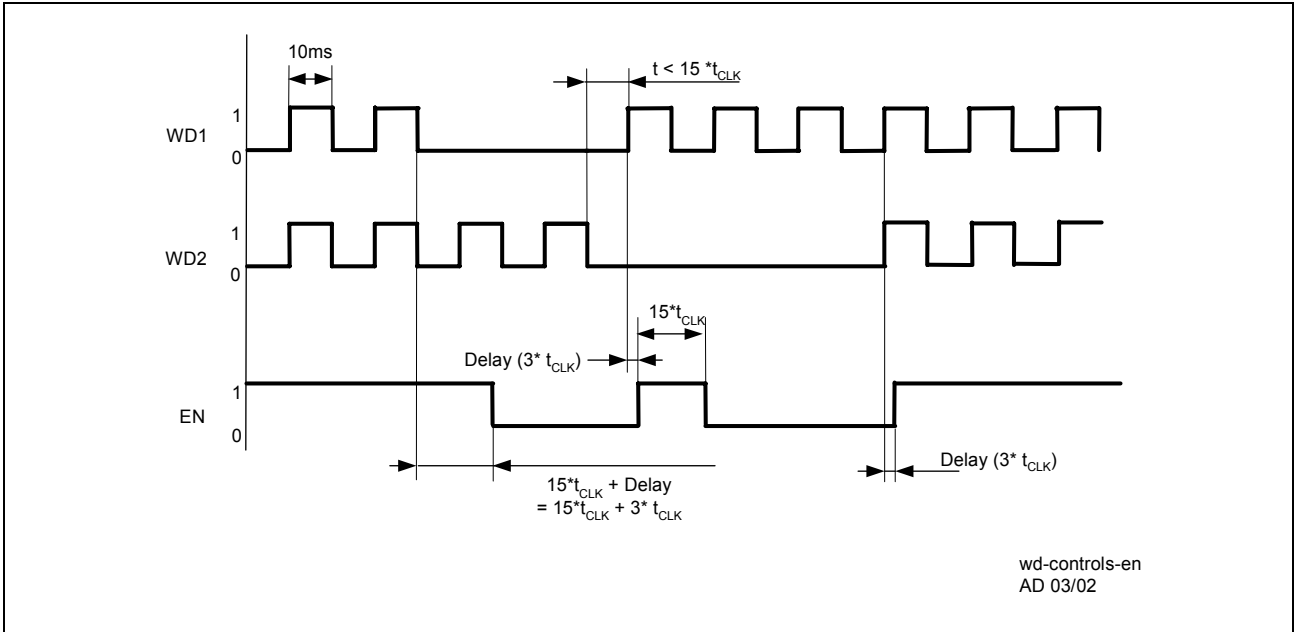 10ms
t < 15 *tCLK
1
WD1
0
1
WD2
0
15*tCLK
Delay (3* tCLK)
1
EN
0
Delay (3* tCLK)
15*tCLK + Delay
= 15*tCLK + 3* tCLK
wd-controls-en
AD 03/02